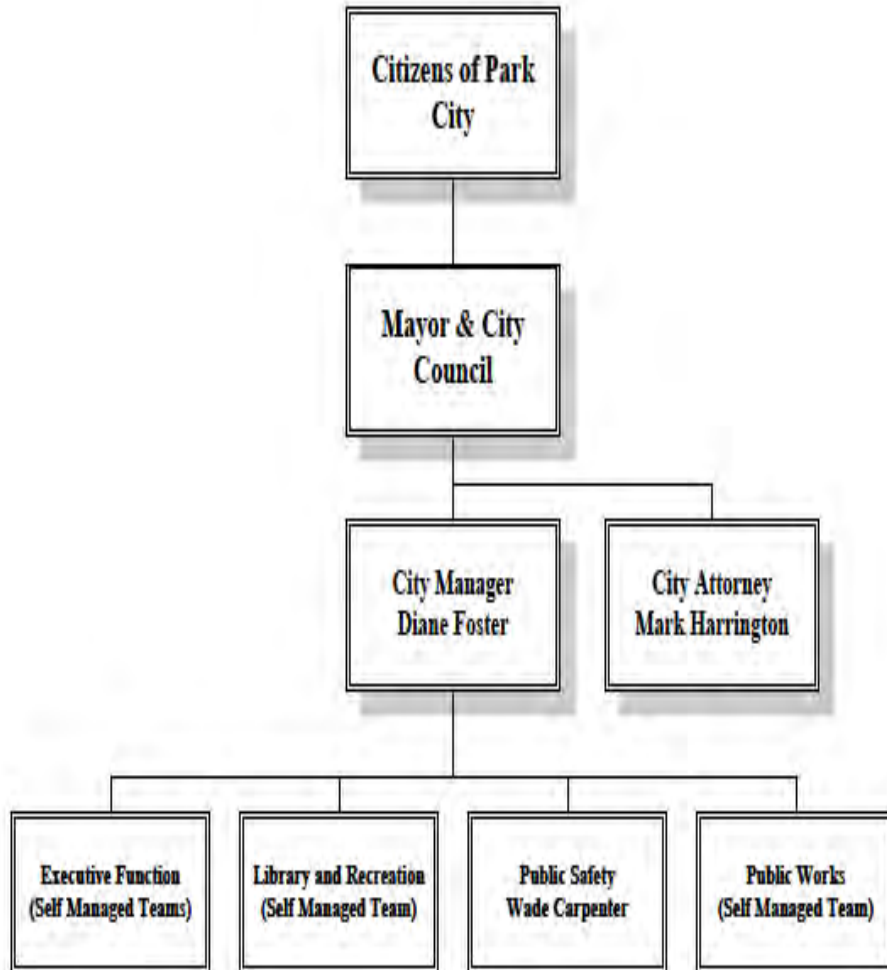 Citizens of Park
City
Mayor & City
Council
City Manager
Diane Foster
City Attorney
Mark Harrington
Executive Function
(Self Managed Teams)
Library and Recreation
(Self Managed Team)
Public Safety
Wade Carpenter
Public Works
(Self Managed Team)